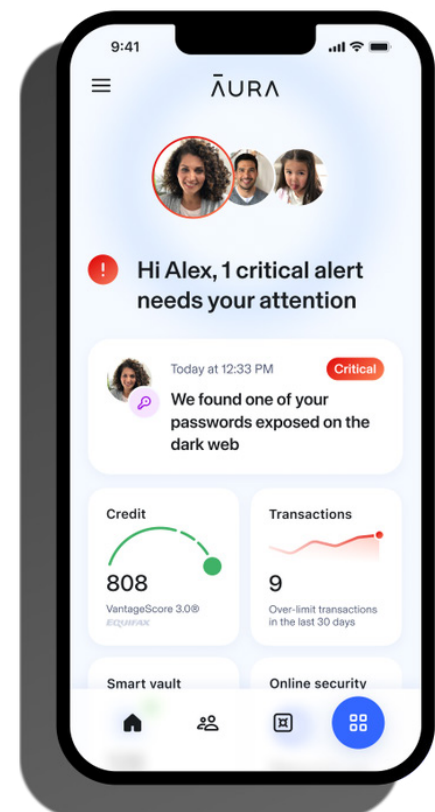 9:41
ĀURA
!
Hi Alex, 1 critical alert
needs your attention
Today at 12:33 PM
Critical
We found one of your
passwords exposed on the
dark web
Credit
808
VantageScore 3.0®
EQUIFAX
Transactions
9
Over-limit transactions
in the last 30 days
Smart vault
Online security